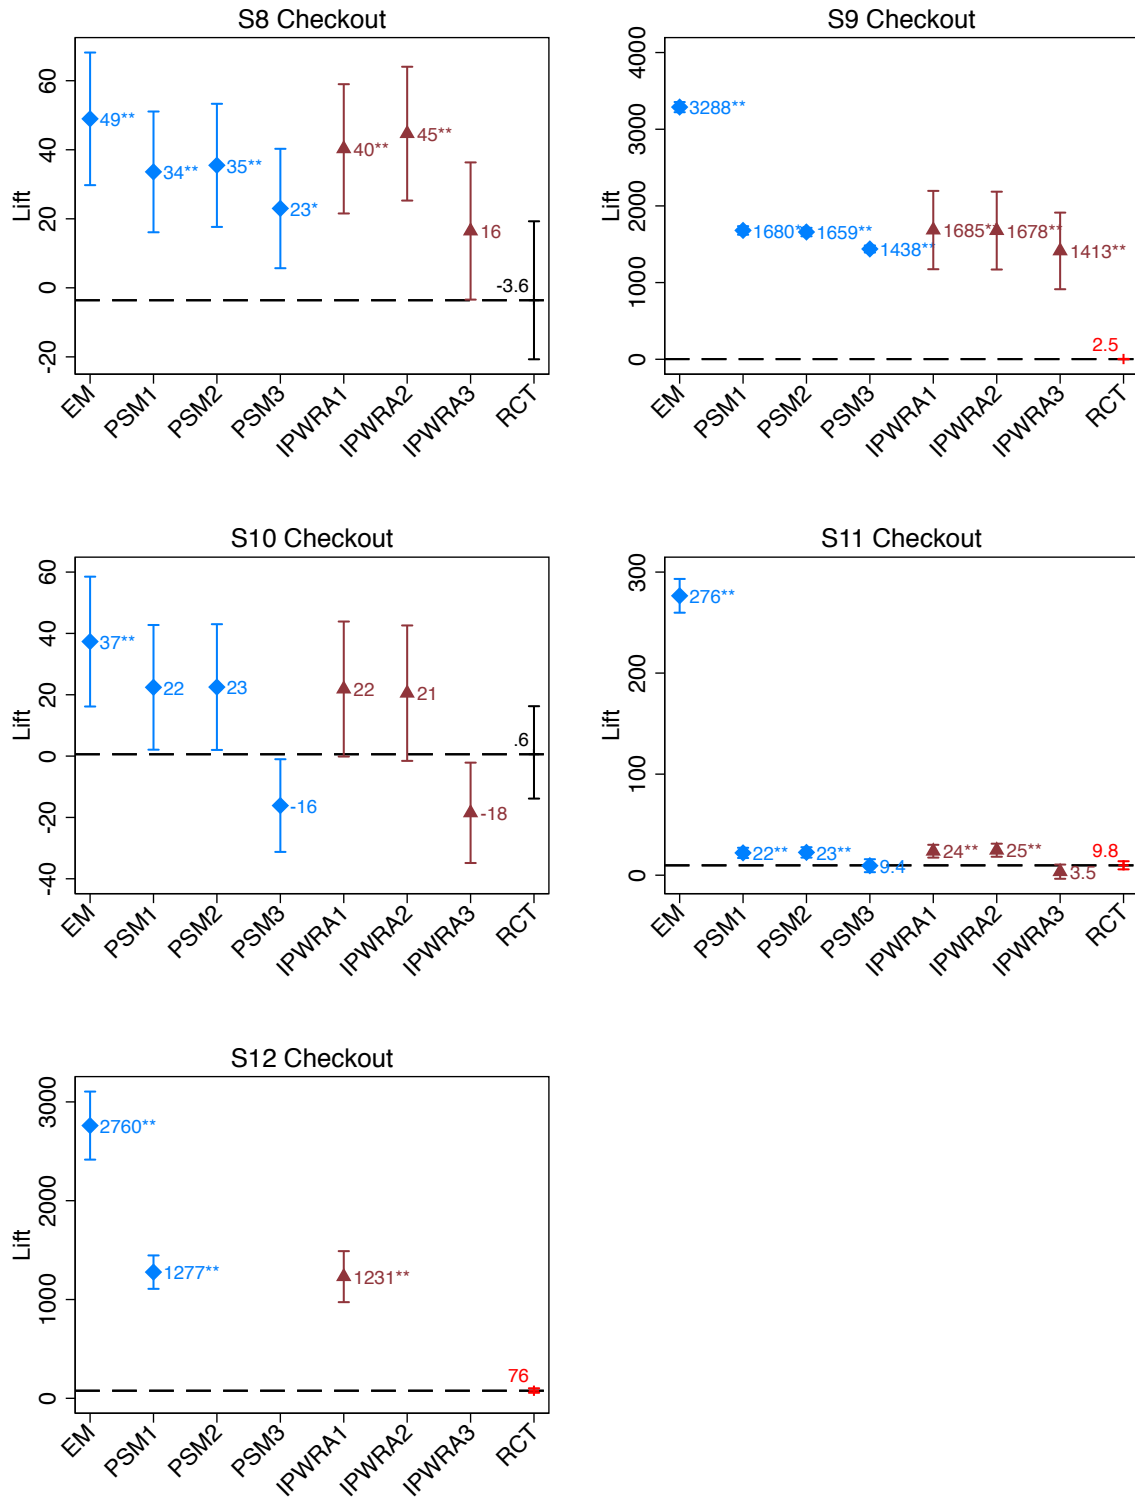 S8 Checkout
Lift
60
40
20
0
-20
49**
34**
35**
23*
40**
45**
16
-3.6
EM
PSM1
PSM2
PSM3
IPWRA1
IPWRA2
IPWRA3
RCT
S9 Checkout
Lift
4000
3000
2000
1000
0
3288**
1680**
1659**
1438**
1685**
1678**
1413**
2.5
EM
PSM1
PSM2
PSM3
IPWRA1
IPWRA2
IPWRA3
RCT
S10 Checkout
Lift
60
40
20
0
-20
-40
37**
22
23
-16
22
21
-18
.6
EM
PSM1
PSM2
PSM3
IPWRA1
IPWRA2
IPWRA3
RCT
S11 Checkout
Lift
300
200
100
0
276**
22**
23**
9.4
24**
25**
3.5
9.8
EM
PSM1
PSM2
PSM3
IPWRA1
IPWRA2
IPWRA3
RCT
S12 Checkout
Lift
3000
2000
1000
0
2760**
1277**
1231**
76
EM
PSM1
PSM2
PSM3
IPWRA1
IPWRA2
IPWRA3
RCT